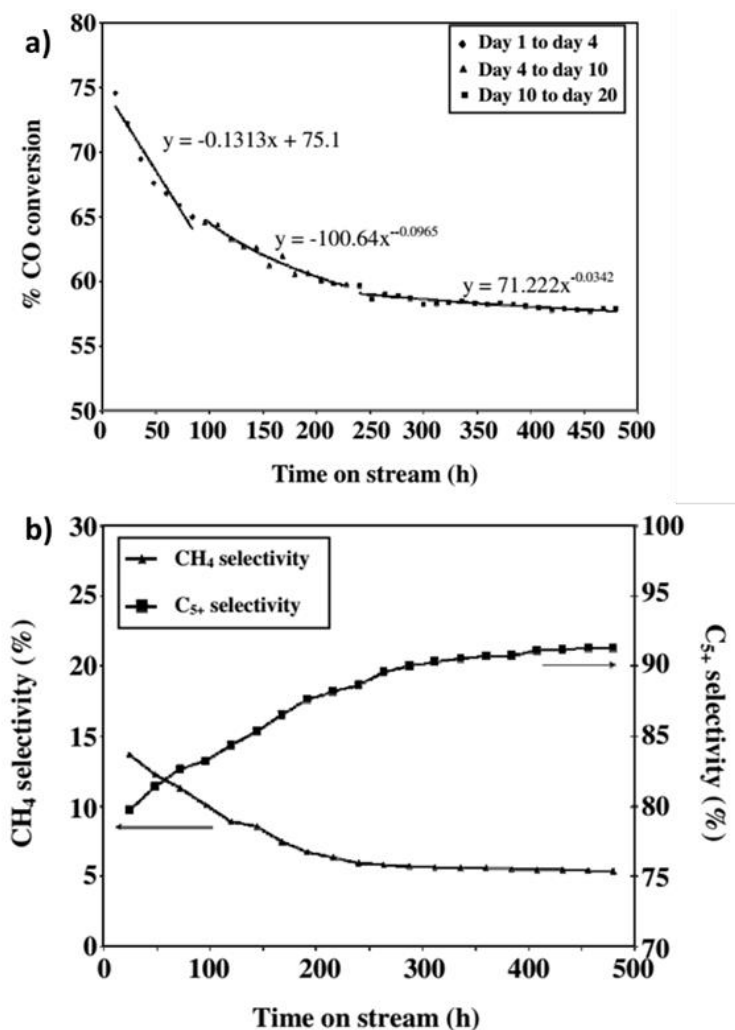 a)
80
75
70
65
60
55
50
% CO conversion
Day 1 to day 4
Day 4 to day 10
Day 10 to day 20
y = -0.1313x + 75.1
y = -100.64x^--0.0965
y = 71.222x^-0.0342
0 50 100 150 200 250 300 350 400 450 500
Time on stream (h)
b)
30
25
20
15
10
5
0
CH4 selectivity (%)
CH4 selectivity
C5+ selectivity
100
95
90
85
80
75
70
C5+ selectivity (%)
0 100 200 300 400 500
Time on stream (h)